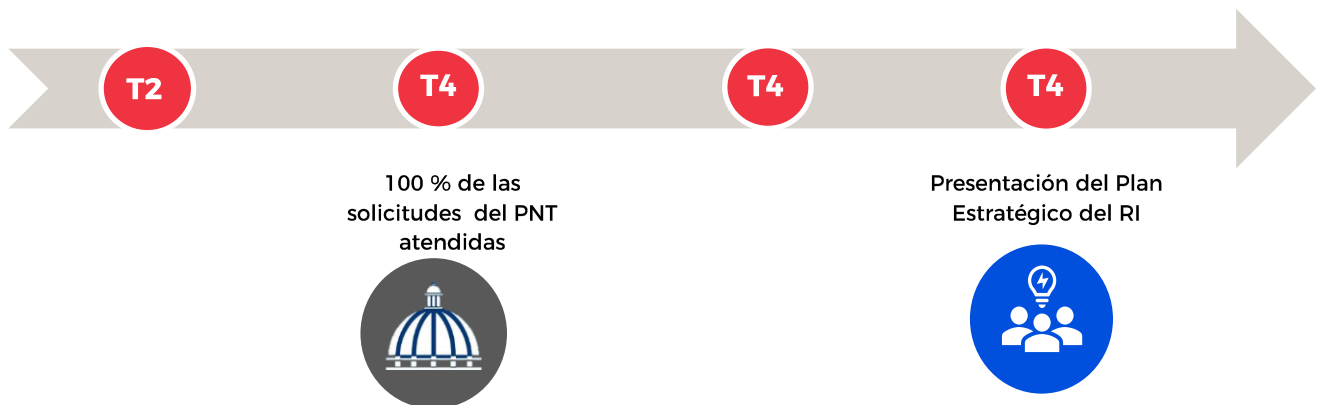 T2
T4
T4
T4
100 % de las
solicitudes del PNT
atendidas
Presentación del Plan
Estratégico del RI